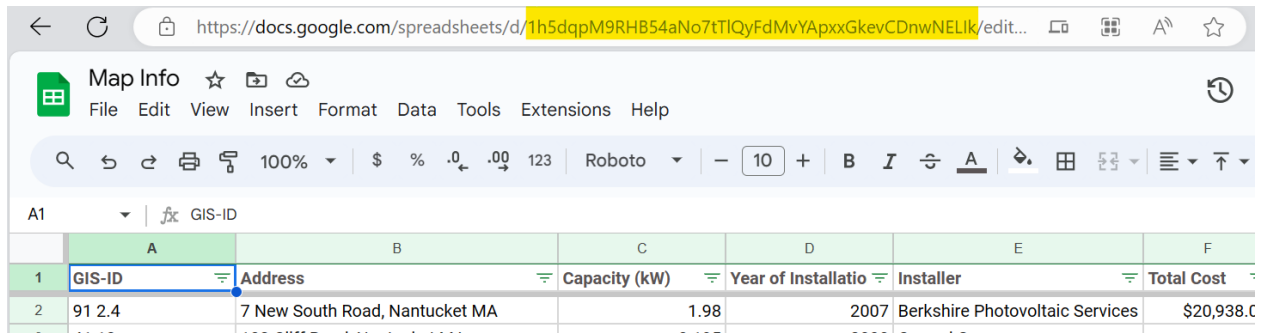 https://docs.google.com/spreadsheets/d/1h5dqpM9RHB54aNo7tTlQyFdMvYApxxGkevCDnwNELIk/edit...
Map Info
File Edit View Insert Format Data Tools Extensions Help
100% $ % .0 .00 123 Roboto − 10 + B I A
A1 fx GIS-ID
A B C D E F
1 GIS-ID Address Capacity (kW) Year of Installatio Installer Total Cost
2 91 2.4 7 New South Road, Nantucket MA 1.98 2007 Berkshire Photovoltaic Services $20,938.0